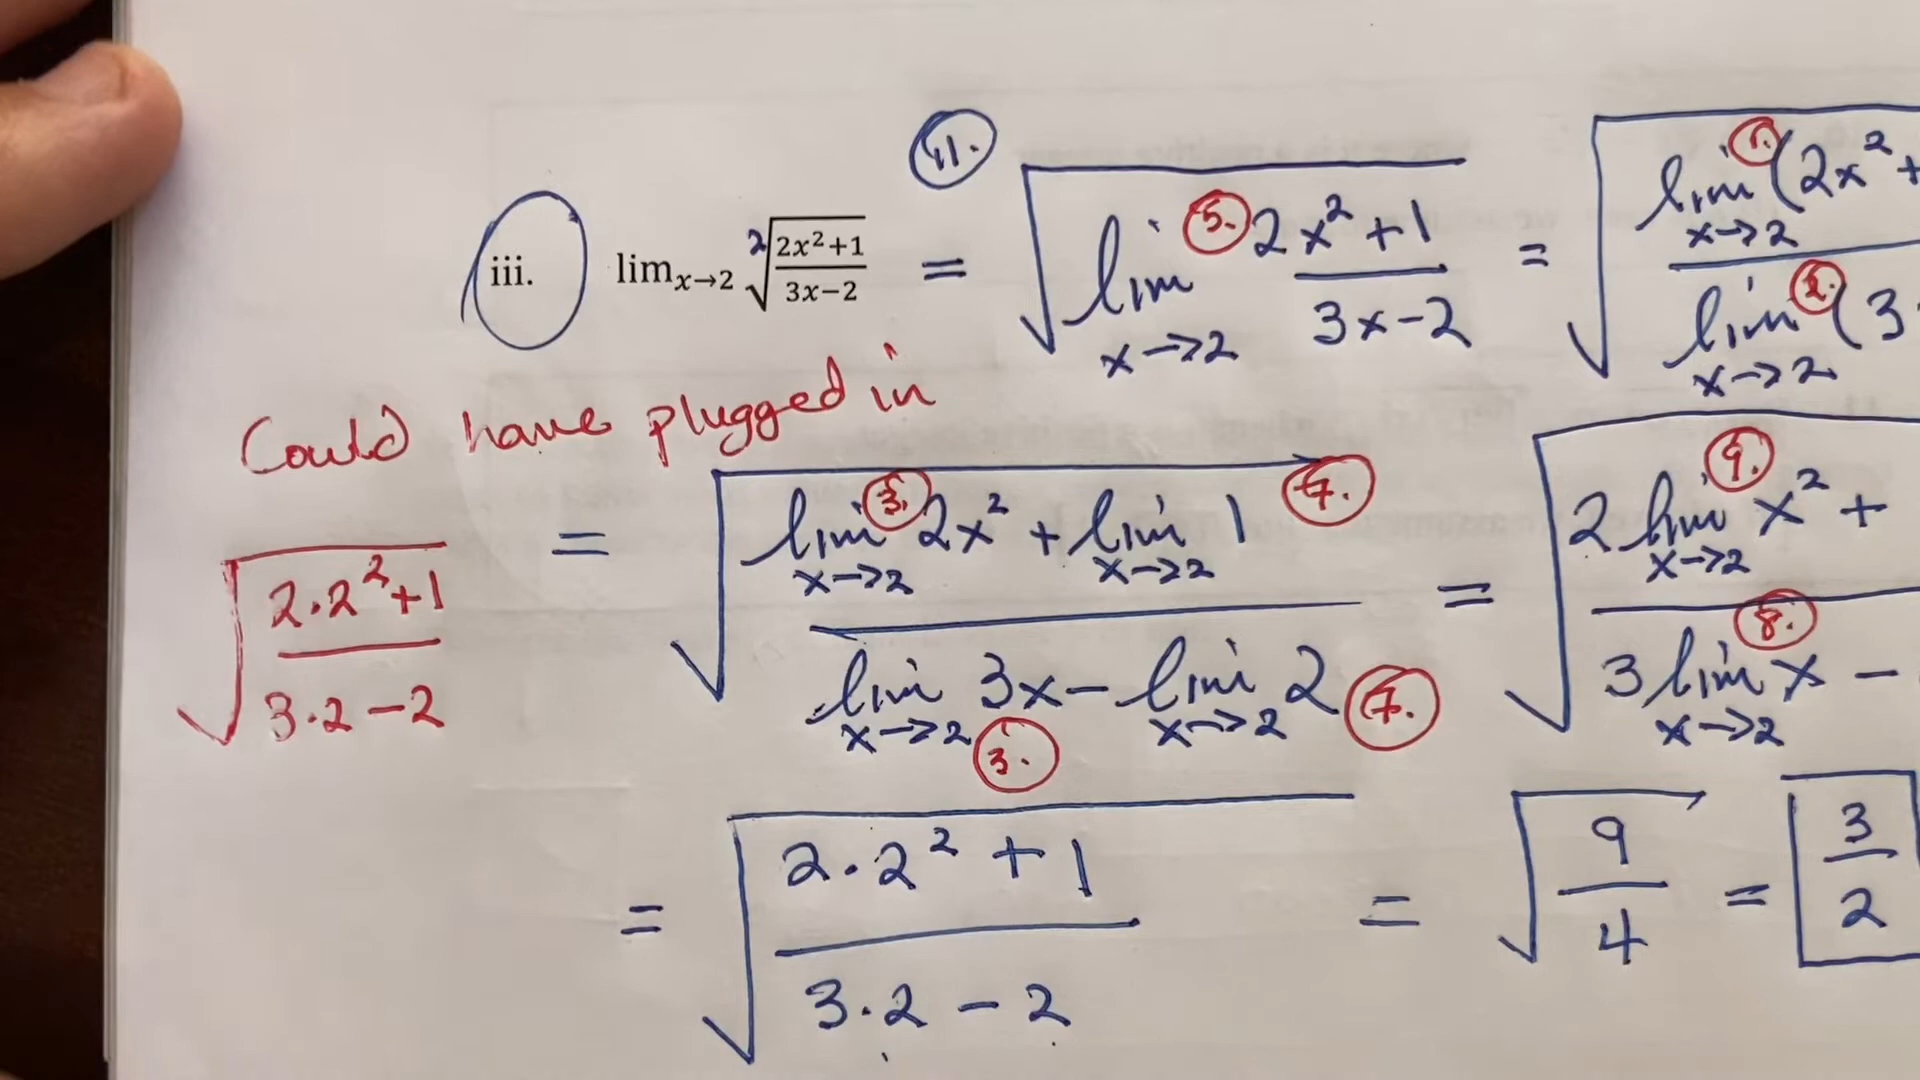 11.
iii. lim_{x→2} ²√((2x²+1)/(3x−2)) = √(lim_{x→2} 5. (2x²+1)/(3x−2)) = √(lim_{x→2} 1. (2x²+ / lim_{x→2} 2. (3
Could have plugged in
√((2·2²+1)/(3·2−2))
= √((lim_{x→2} 3. 2x² + lim_{x→2} 1 7.)/(lim_{x→2} 3. 3x − lim_{x→2} 2 7.)) = √(2 lim_{x→2} 9. x² + / 3 lim_{x→2} 8. x −
= √((2·2²+1)/(3·2−2)) = √(9/4) = 3/2